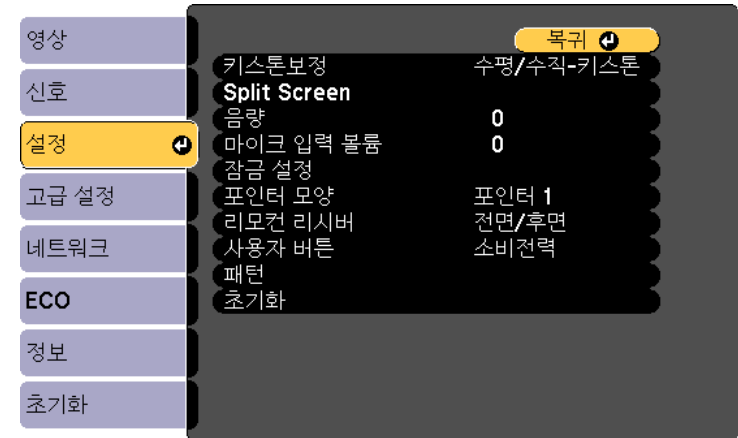 영상
신호
설정
고급 설정
네트워크
ECO
정보
초기화
복귀
키스톤보정 수평/수직-키스톤
Split Screen
음량 0
마이크 입력 볼륨 0
잠금 설정
포인터 모양 포인터 1
리모컨 리시버 전면/후면
사용자 버튼 소비전력
패턴
초기화